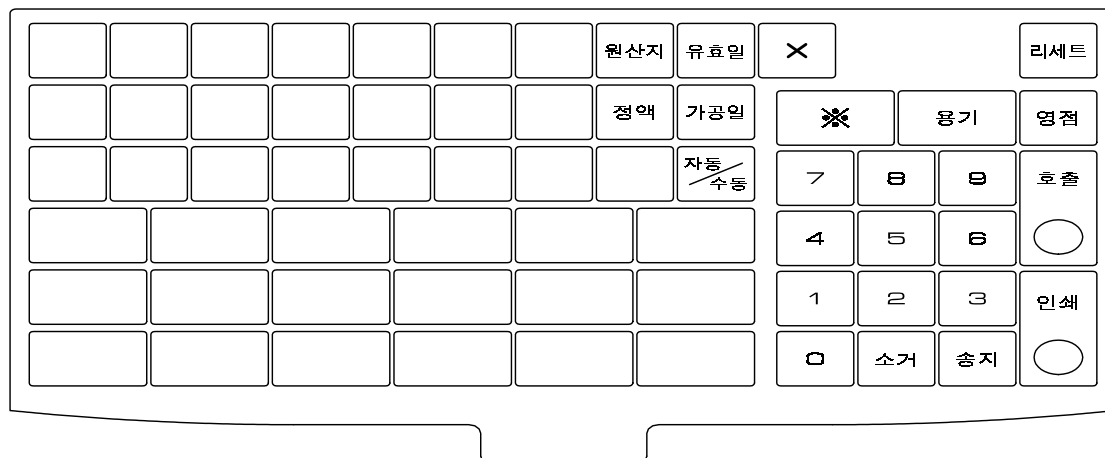 원산지 유효일 × 리세트
정액 가공일 ※ 용기 영점
자동/수동 7 8 9 호출
4 5 6
1 2 3 인쇄
0 소거 송지